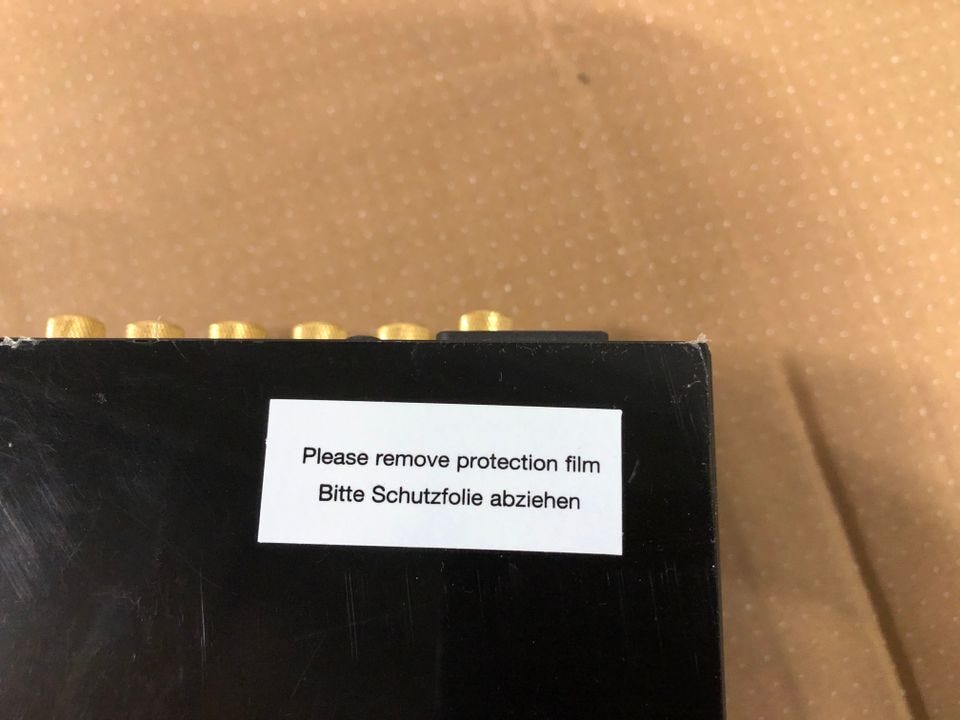 Please remove protection film
Bitte Schutzfolie abziehen